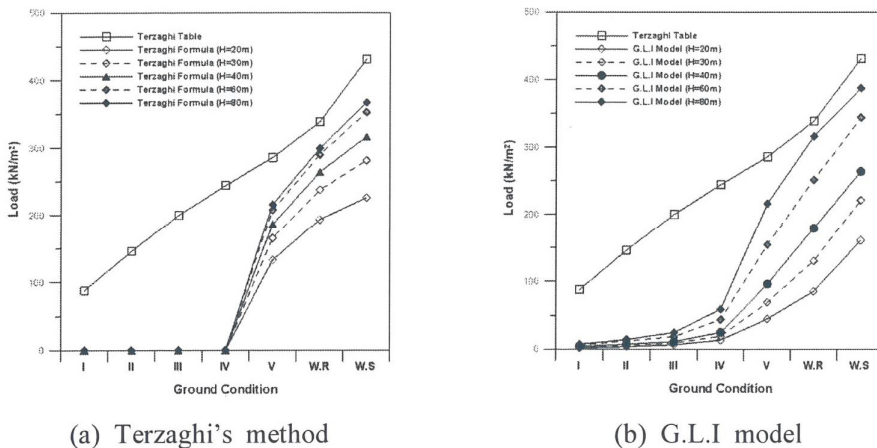 500
400
300
200
100
0
Load (kN/m²)
Terzaghi Table
Terzaghi Formula (H=20m)
Terzaghi Formula (H=30m)
Terzaghi Formula (H=40m)
Terzaghi Formula (H=60m)
Terzaghi Formula (H=80m)
I II III IV V W.R W.S
Ground Condition
(a) Terzaghi's method
500
400
300
200
100
0
Load (kN/m²)
Terzaghi Table
G.L.I Model (H=20m)
G.L.I Model (H=30m)
G.L.I Model (H=40m)
G.L.I Model (H=60m)
G.L.I Model (H=80m)
I II III IV V W.R W.S
Ground Condition
(b) G.L.I model